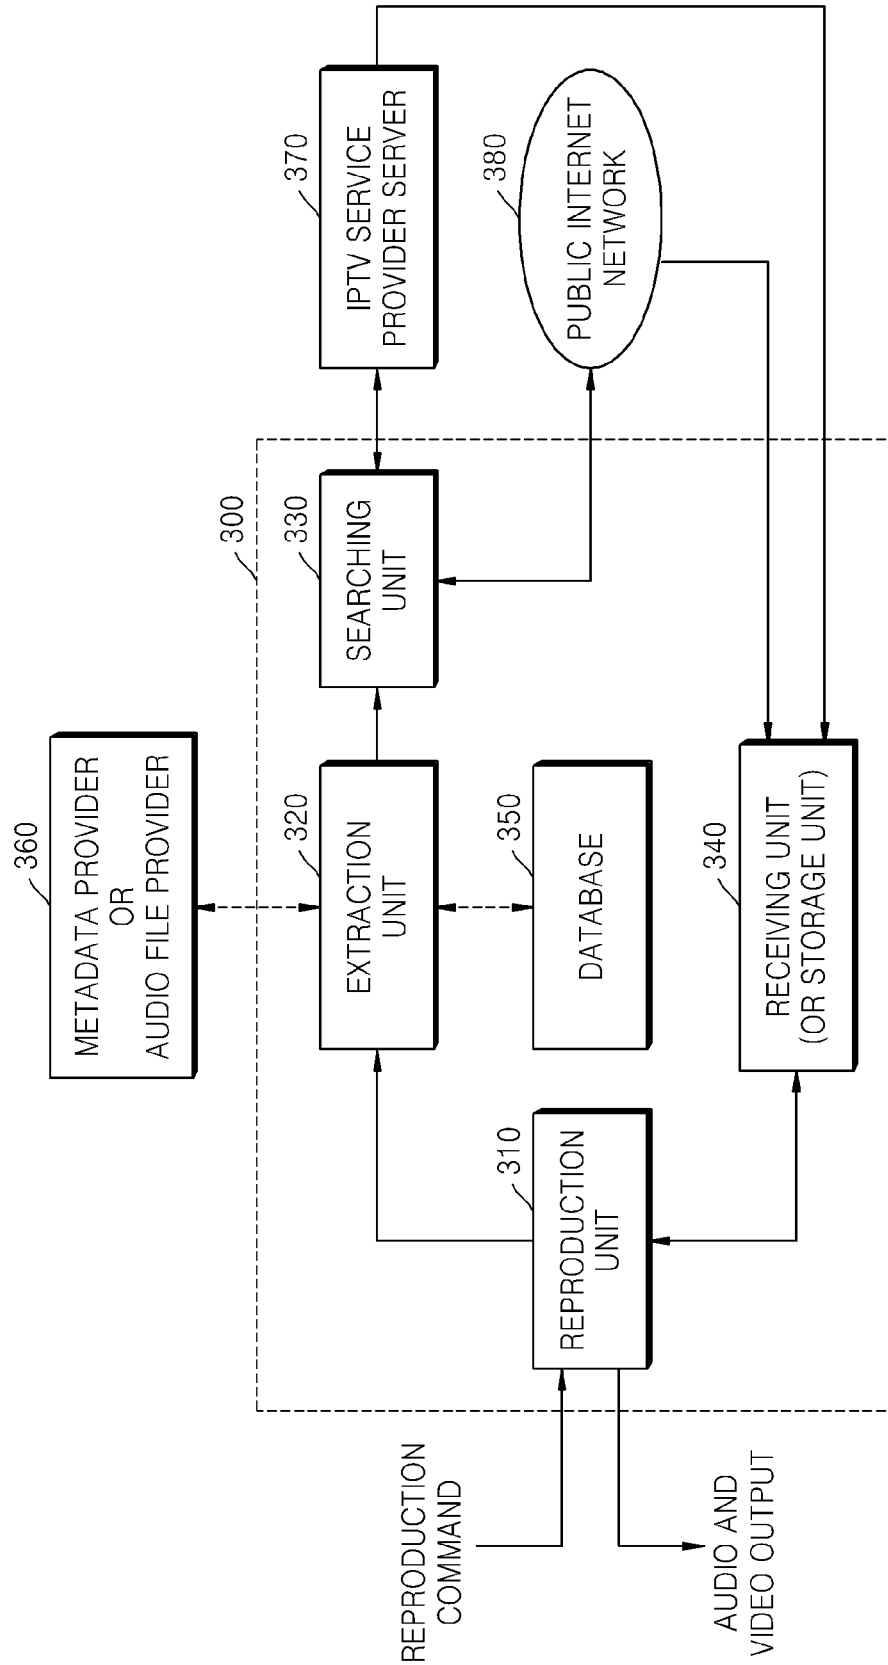 360
METADATA PROVIDER
OR
AUDIO FILE PROVIDER
300
320
EXTRACTION
UNIT
330
SEARCHING
UNIT
370
IPTV SERVICE
PROVIDER SERVER
REPRODUCTION
COMMAND
310
REPRODUCTION
UNIT
350
DATABASE
380
PUBLIC INTERNET
NETWORK
AUDIO AND
VIDEO OUTPUT
340
RECEIVING UNIT
(OR STORAGE UNIT)